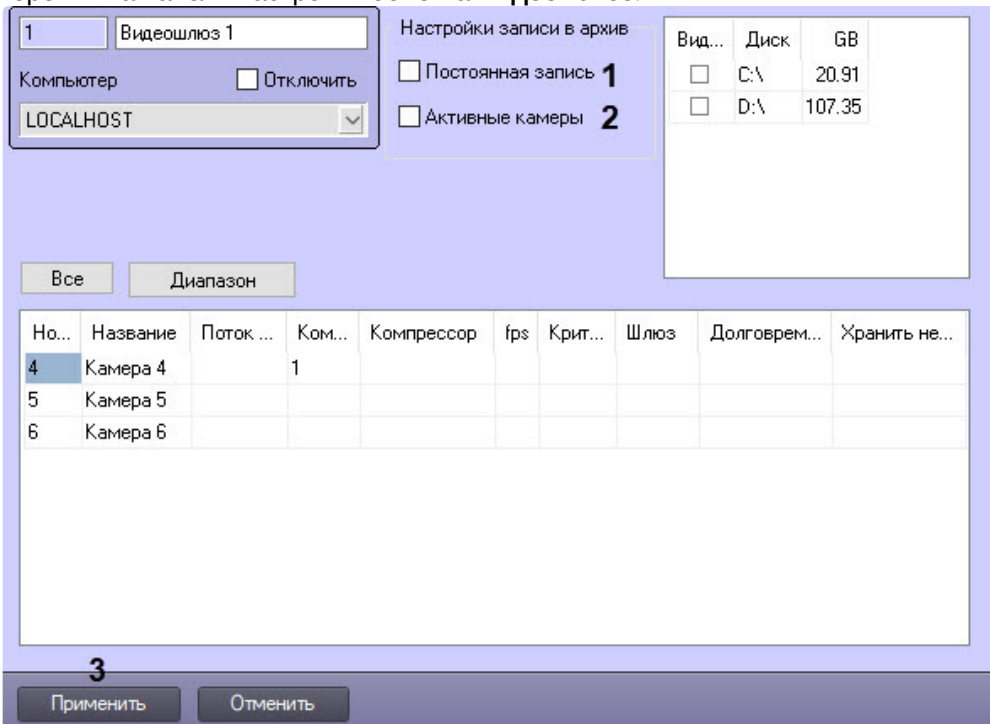 1 Видеошлюз 1
Компьютер Отключить
LOCALHOST
Настройки записи в архив
Постоянная запись 1
Активные камеры 2
Вид... Диск GB
C:\ 20.91
D:\ 107.35
Все Диапазон
Но... Название Поток ... Ком... Компрессор fps Крит... Шлюз Долговрем... Хранить не...
4 Камера 4 1
5 Камера 5
6 Камера 6
3
Применить Отменить